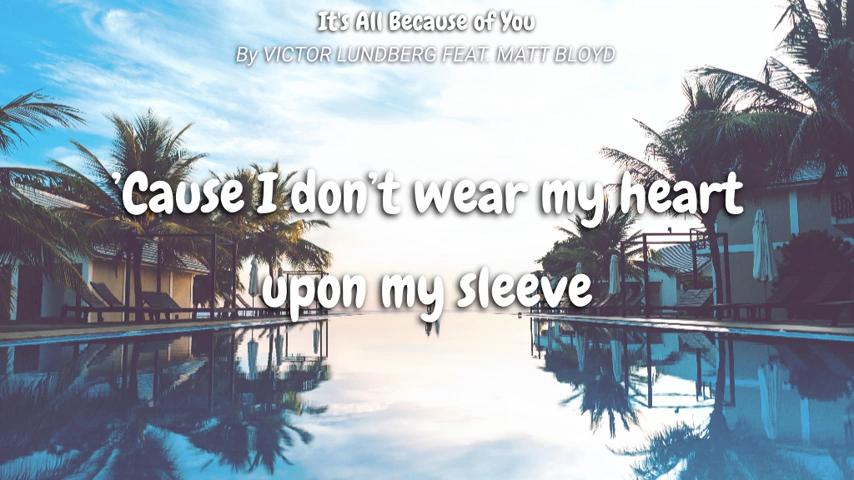 It's All Because of You
By VICTOR LUNDBERG FEAT. MATT BLOYD
'Cause I don't wear my heart
upon my sleeve